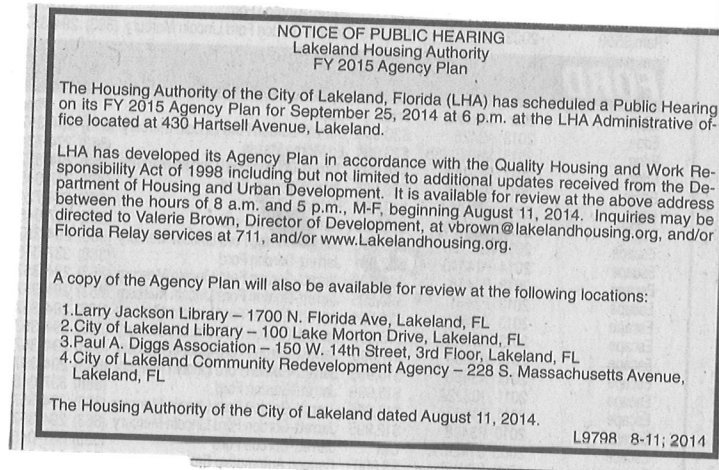 NOTICE OF PUBLIC HEARING
Lakeland Housing Authority
FY 2015 Agency Plan
The Housing Authority of the City of Lakeland, Florida (LHA) has scheduled a Public Hearing
on its FY 2015 Agency Plan for September 25, 2014 at 6 p.m. at the LHA Administrative of-
fice located at 430 Hartsell Avenue, Lakeland.
LHA has developed its Agency Plan in accordance with the Quality Housing and Work Re-
sponsibility Act of 1998 including but not limited to additional updates received from the De-
partment of Housing and Urban Development. It is available for review at the above address
between the hours of 8 a.m. and 5 p.m., M-F, beginning August 11, 2014. Inquiries may be
directed to Valerie Brown, Director of Development, at vbrown@lakelandhousing.org, and/or
Florida Relay services at 711, and/or www.Lakelandhousing.org.
A copy of the Agency Plan will also be available for review at the following locations:
1.Larry Jackson Library – 1700 N. Florida Ave, Lakeland, FL
2.City of Lakeland Library – 100 Lake Morton Drive, Lakeland, FL
3.Paul A. Diggs Association – 150 W. 14th Street, 3rd Floor, Lakeland, FL
4.City of Lakeland Community Redevelopment Agency – 228 S. Massachusetts Avenue,
Lakeland, FL
The Housing Authority of the City of Lakeland dated August 11, 2014.
L9798 8-11; 2014